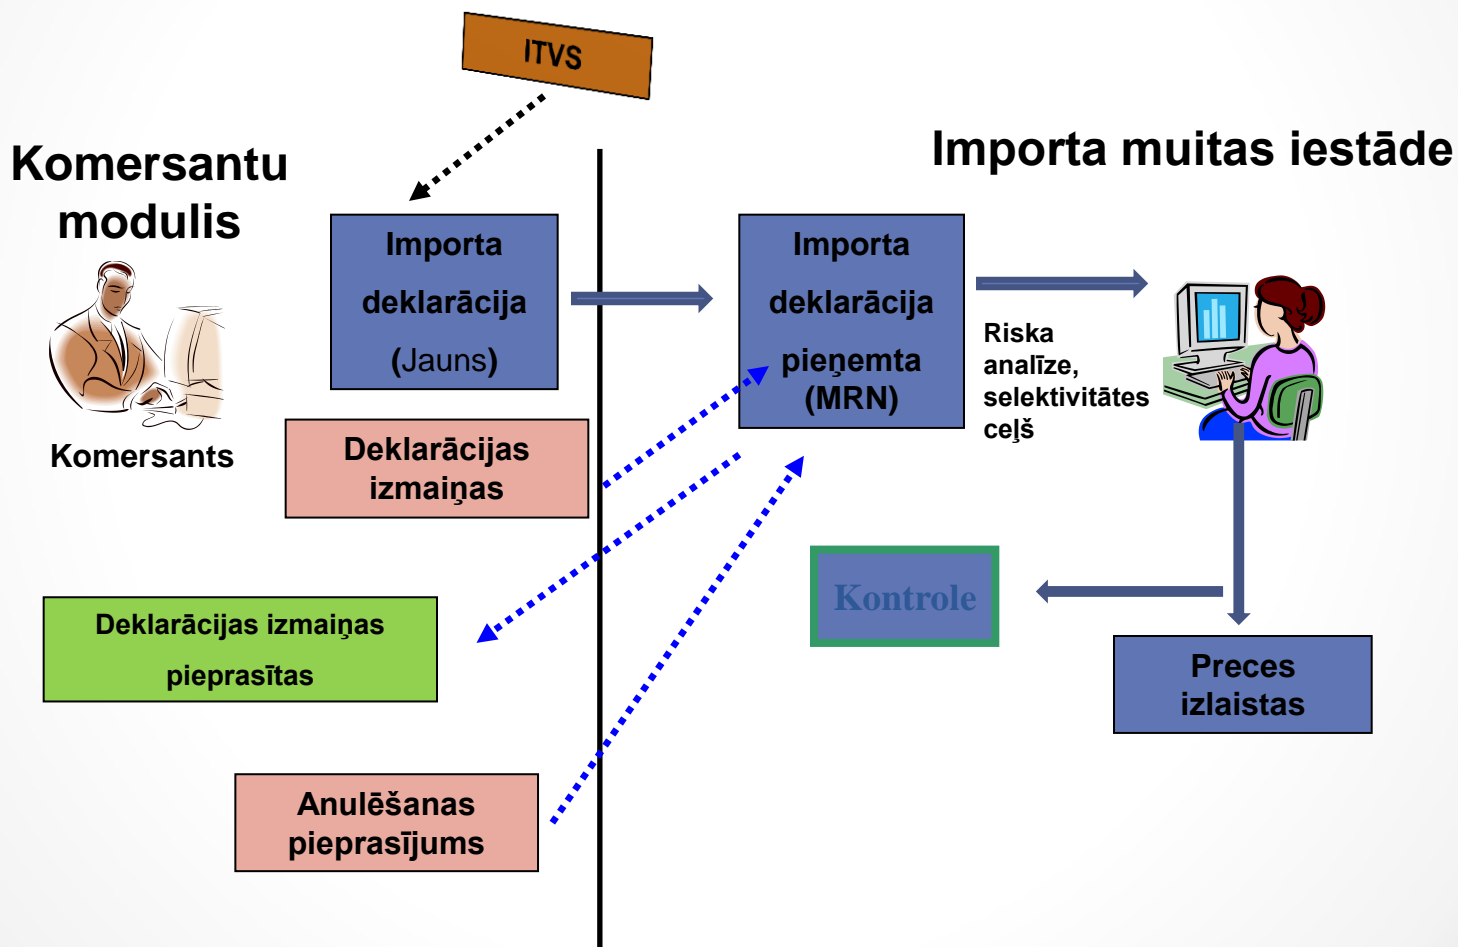 ITVS
Komersantu
modulis
Importa muitas iestāde
Importa
deklarācija
(Jauns)
Importa
deklarācija
pieņemta
(MRN)
Riska
analīze,
selektivitātes
ceļš
Komersants
Deklarācijas
izmaiņas
Kontrole
Deklarācijas izmaiņas
pieprasītas
Preces
izlaistas
Anulēšanas
pieprasījums